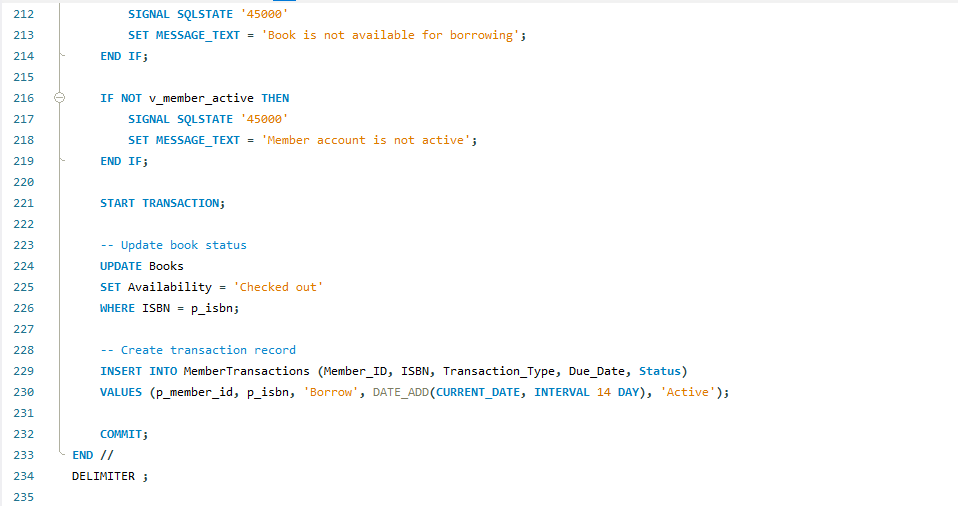 212 SIGNAL SQLSTATE '45000'
213 SET MESSAGE_TEXT = 'Book is not available for borrowing';
214 END IF;
215
216 IF NOT v_member_active THEN
217 SIGNAL SQLSTATE '45000'
218 SET MESSAGE_TEXT = 'Member account is not active';
219 END IF;
220
221 START TRANSACTION;
222
223 -- Update book status
224 UPDATE Books
225 SET Availability = 'Checked out'
226 WHERE ISBN = p_isbn;
227
228 -- Create transaction record
229 INSERT INTO MemberTransactions (Member_ID, ISBN, Transaction_Type, Due_Date, Status)
230 VALUES (p_member_id, p_isbn, 'Borrow', DATE_ADD(CURRENT_DATE, INTERVAL 14 DAY), 'Active');
231
232 COMMIT;
233 END //
234 DELIMITER ;
235